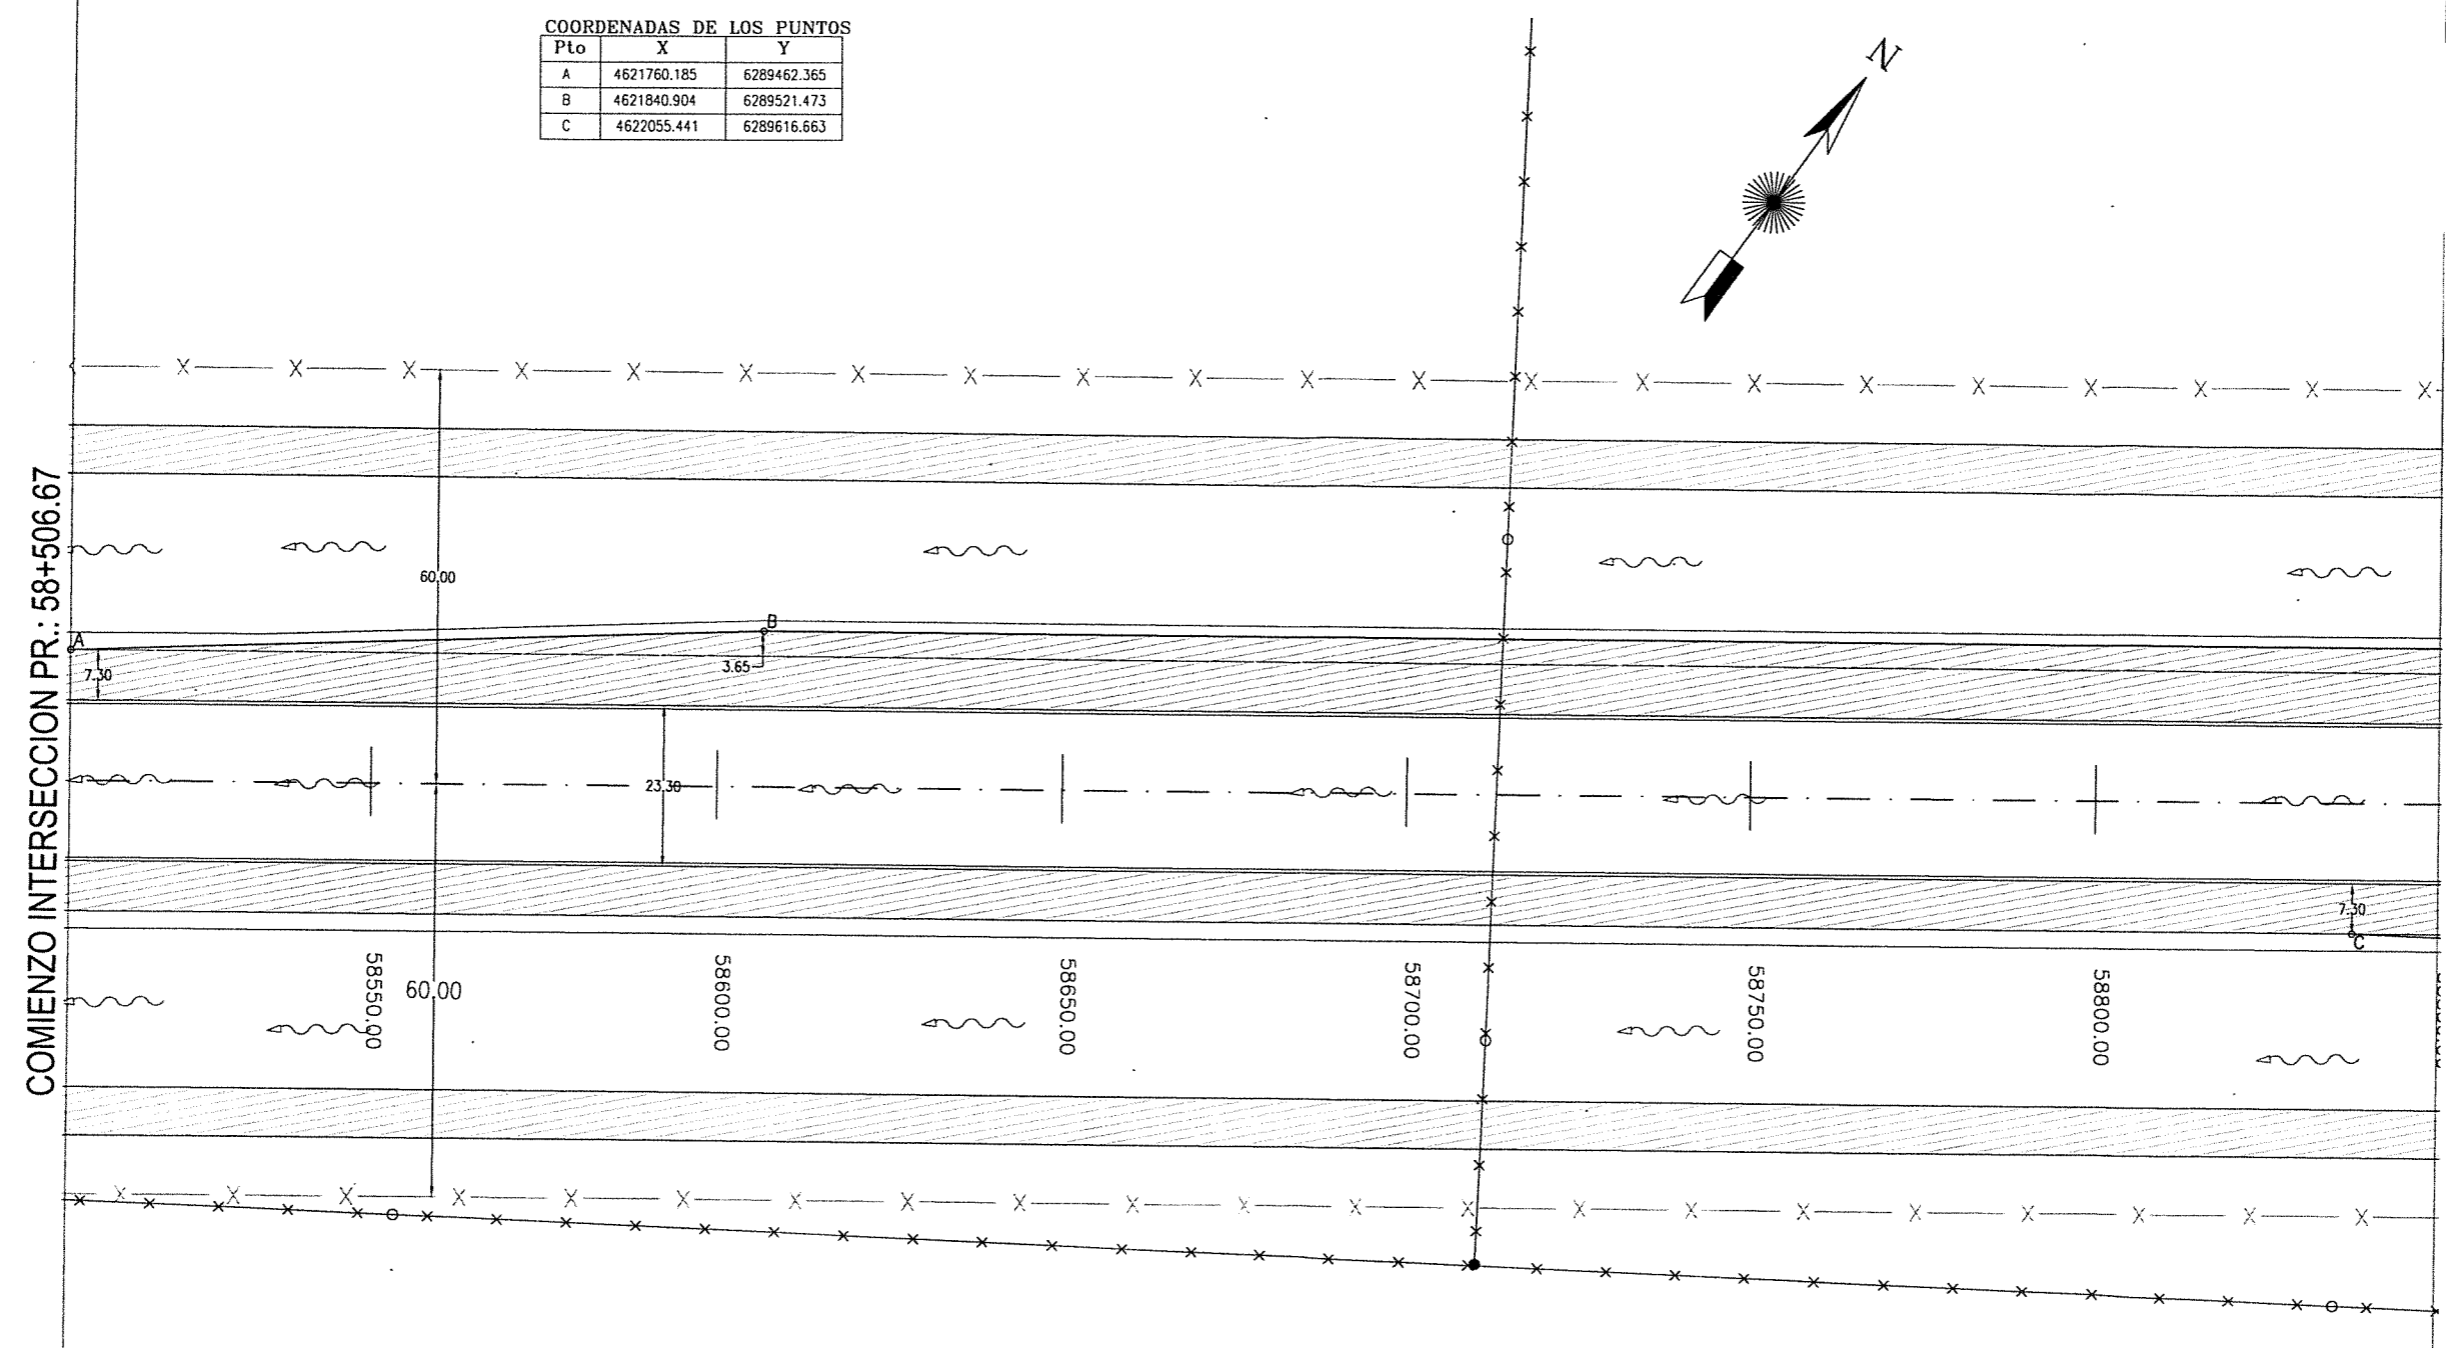 COORDENADAS DE LOS PUNTOS
Pto X Y
A 4621760.185 6289462.365
B 4621840.904 6289521.473
C 4622055.441 6289616.663
N
COMIENZO INTERSECCION PR.: 58+506.67
60.00
A
B
7.30
3.65
23.30
7.30
C
60.00
58550.00
58600.00
58650.00
58700.00
58750.00
58800.00